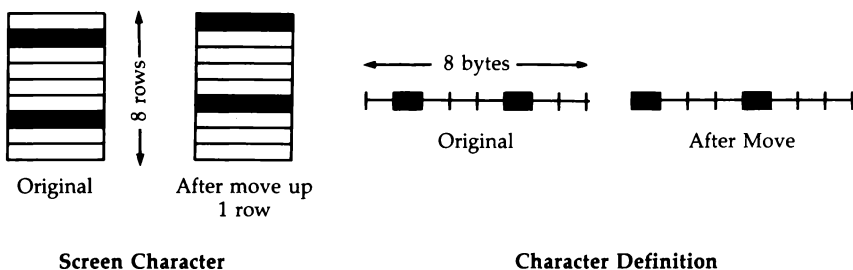 8 rows
8 bytes
Original
After move up
1 row
Original
After Move
Screen Character
Character Definition